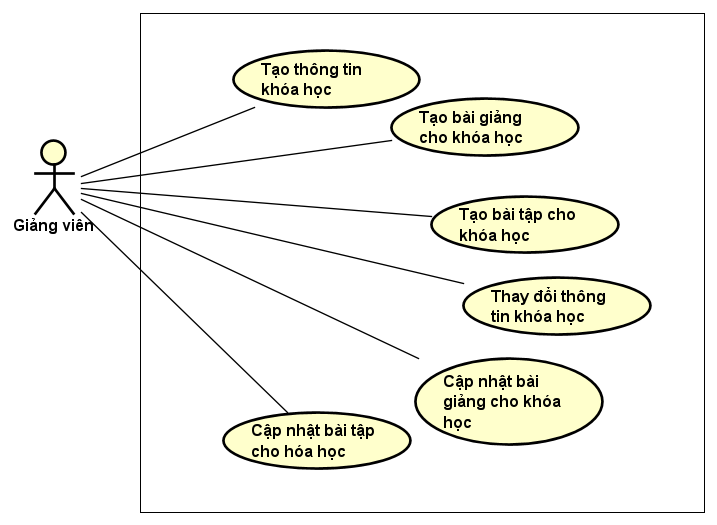 Tạo thông tin
khóa học
Tạo bài giảng
cho khóa học
Giảng viên
Tạo bài tập cho
khóa học
Thay đổi thông
tin khóa học
Cập nhật bài
giảng cho khóa
học
Cập nhật bài tập
cho hóa học